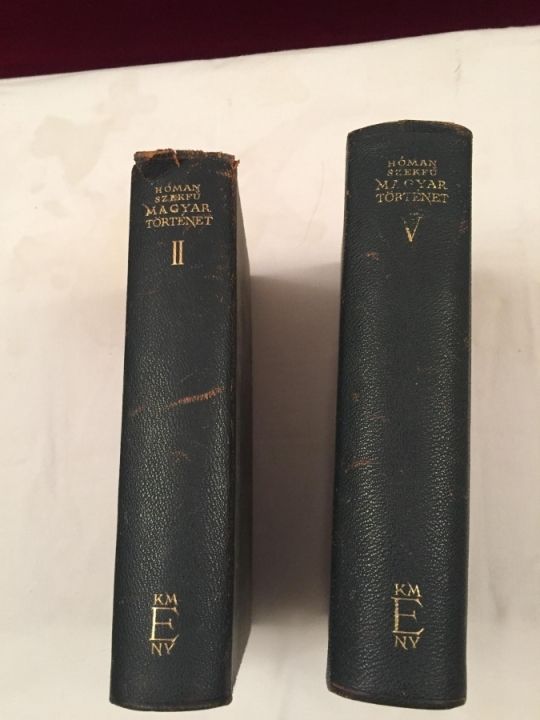 HÓMAN
SZEKFŰ
MAGYAR
TÖRTÉNET
II
KM
E
NY
HÓMAN
SZEKFŰ
MAGYAR
TÖRTÉNET
V
KM
E
NY